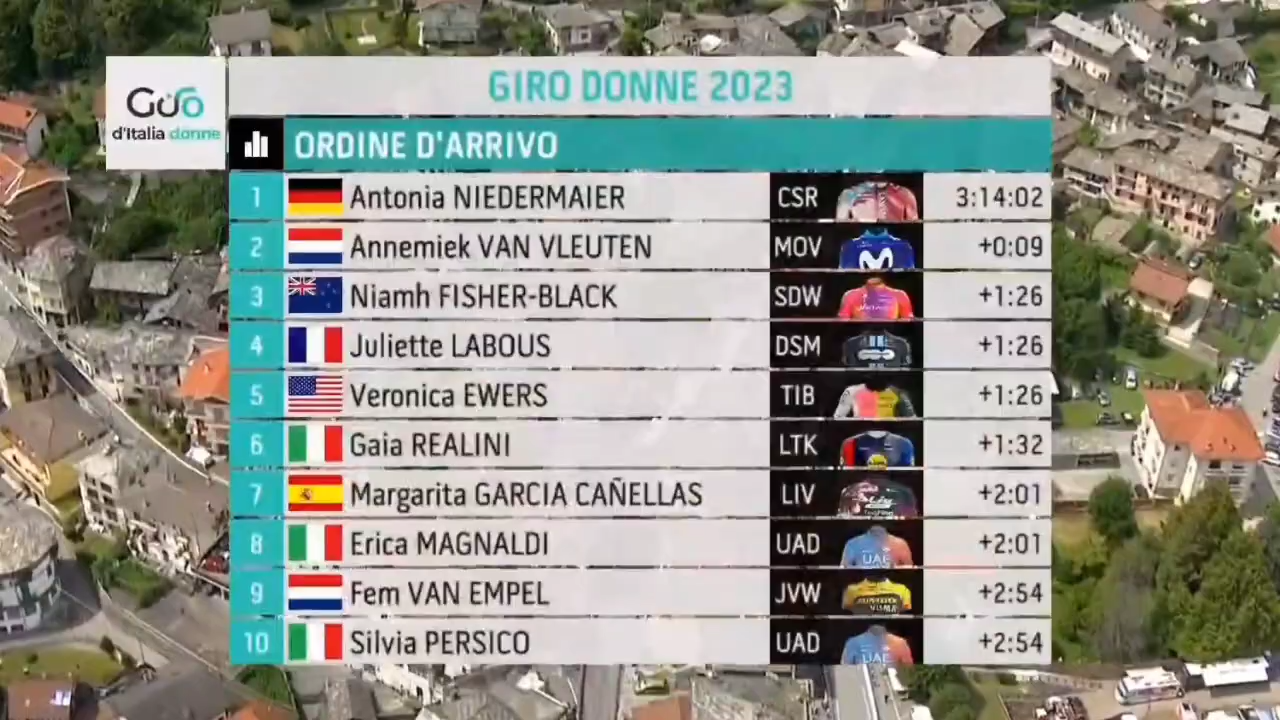 GIRO DONNE 2023
Giro
d'Italia donne
ORDINE D'ARRIVO
1 Antonia NIEDERMAIER CSR 3:14:02
2 Annemiek VAN VLEUTEN MOV +0:09
3 Niamh FISHER-BLACK SDW +1:26
4 Juliette LABOUS DSM +1:26
5 Veronica EWERS TIB +1:26
6 Gaia REALINI LTK +1:32
7 Margarita GARCIA CAÑELLAS LIV +2:01
8 Erica MAGNALDI UAD UAE +2:01
9 Fem VAN EMPEL JVW +2:54
10 Silvia PERSICO UAD UAE +2:54